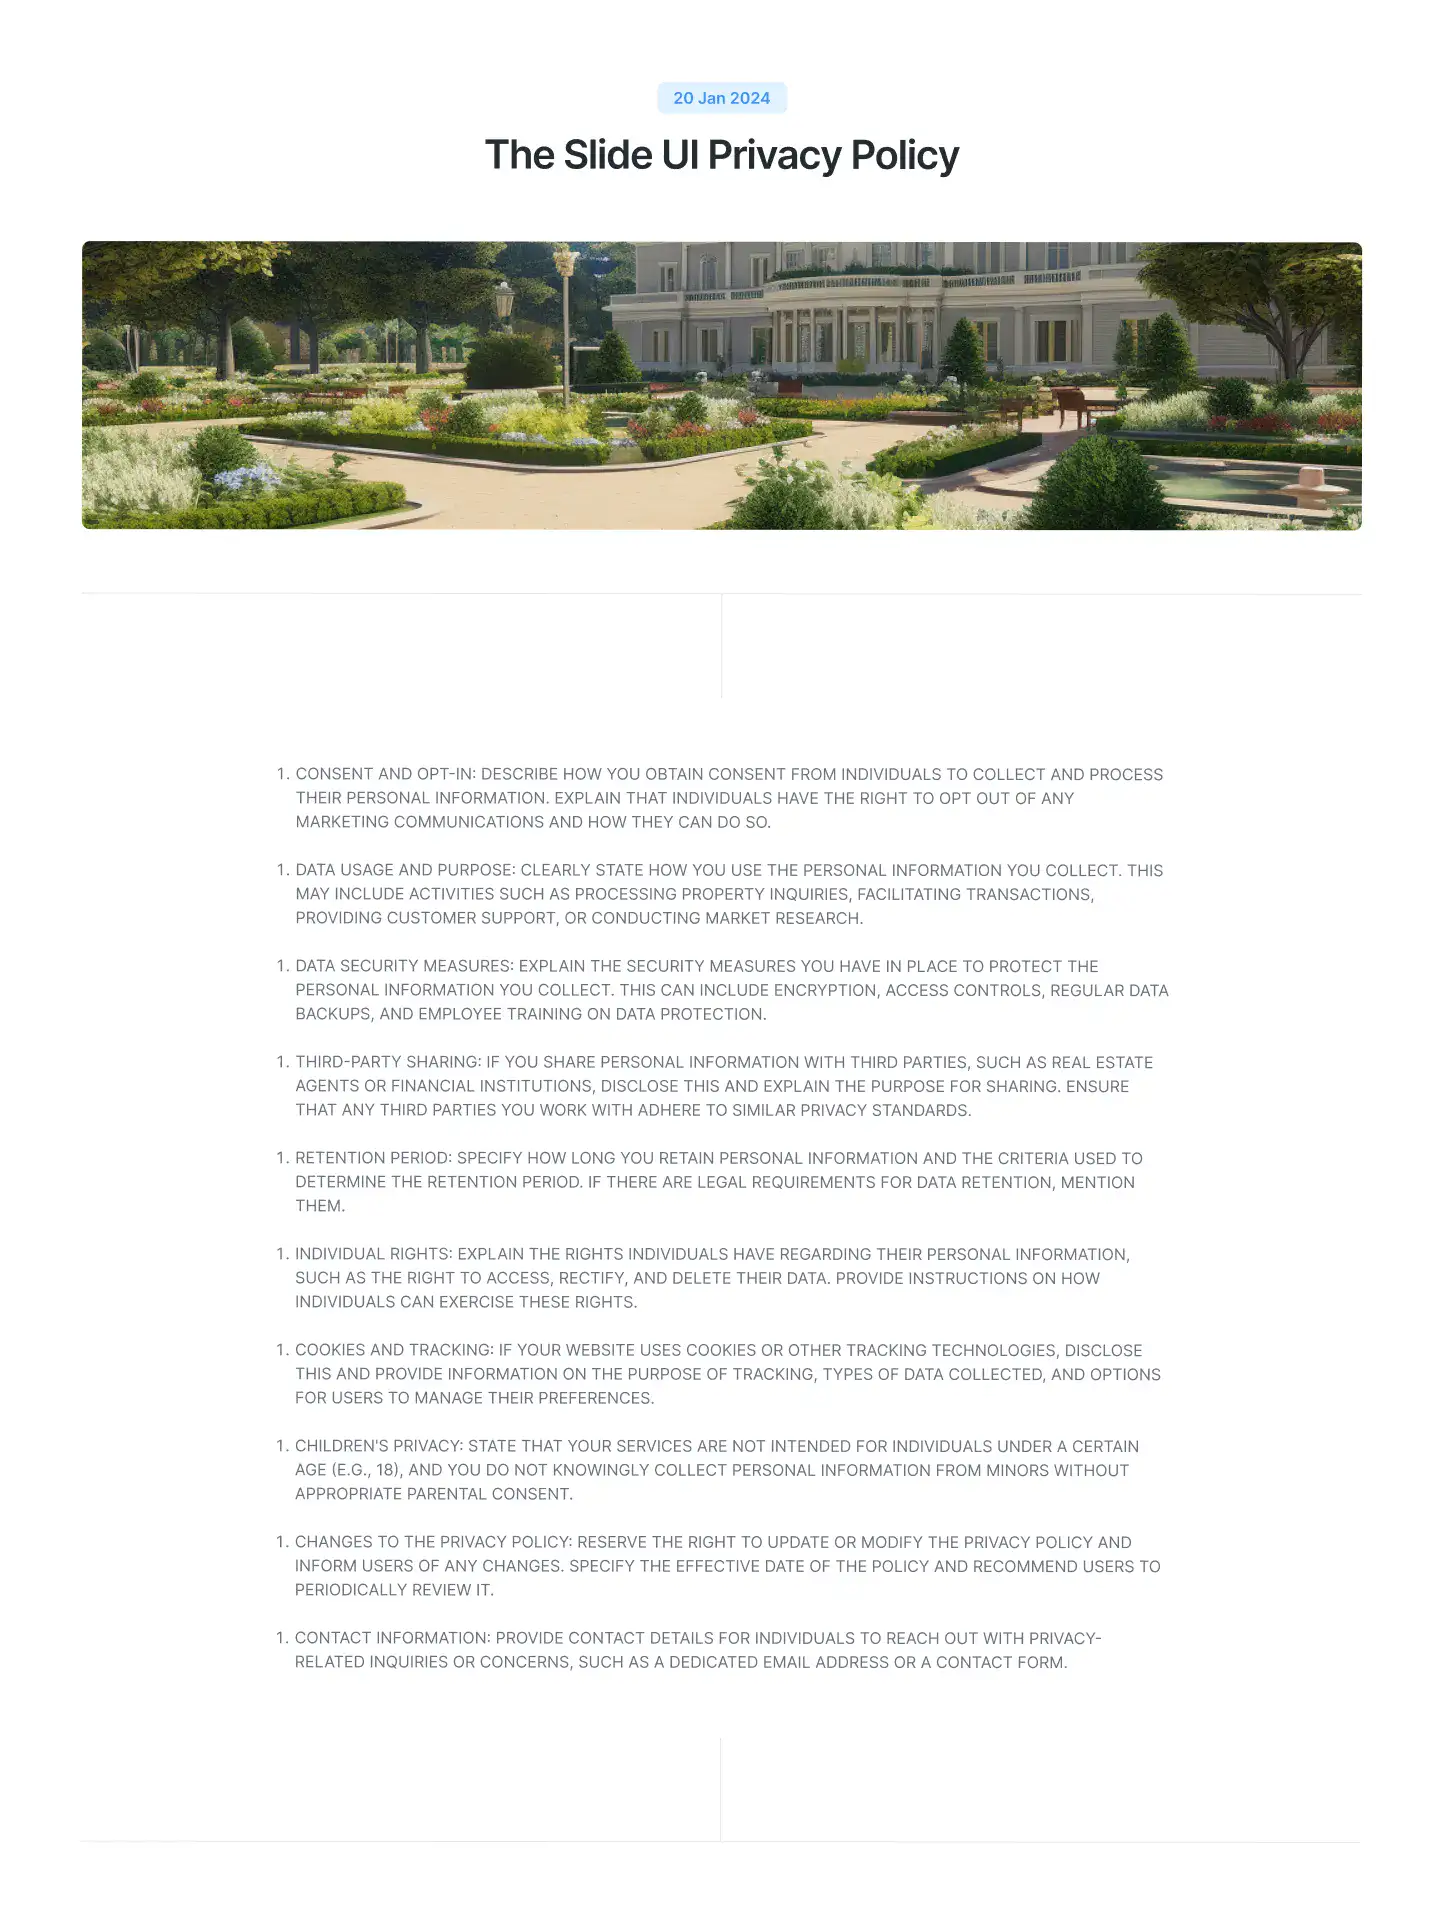 20 Jan 2024
The Slide UI Privacy Policy
1. CONSENT AND OPT-IN: DESCRIBE HOW YOU OBTAIN CONSENT FROM INDIVIDUALS TO COLLECT AND PROCESS
THEIR PERSONAL INFORMATION. EXPLAIN THAT INDIVIDUALS HAVE THE RIGHT TO OPT OUT OF ANY
MARKETING COMMUNICATIONS AND HOW THEY CAN DO SO.
1. DATA USAGE AND PURPOSE: CLEARLY STATE HOW YOU USE THE PERSONAL INFORMATION YOU COLLECT. THIS
MAY INCLUDE ACTIVITIES SUCH AS PROCESSING PROPERTY INQUIRIES, FACILITATING TRANSACTIONS,
PROVIDING CUSTOMER SUPPORT, OR CONDUCTING MARKET RESEARCH.
1. DATA SECURITY MEASURES: EXPLAIN THE SECURITY MEASURES YOU HAVE IN PLACE TO PROTECT THE
PERSONAL INFORMATION YOU COLLECT. THIS CAN INCLUDE ENCRYPTION, ACCESS CONTROLS, REGULAR DATA
BACKUPS, AND EMPLOYEE TRAINING ON DATA PROTECTION.
1. THIRD-PARTY SHARING: IF YOU SHARE PERSONAL INFORMATION WITH THIRD PARTIES, SUCH AS REAL ESTATE
AGENTS OR FINANCIAL INSTITUTIONS, DISCLOSE THIS AND EXPLAIN THE PURPOSE FOR SHARING. ENSURE
THAT ANY THIRD PARTIES YOU WORK WITH ADHERE TO SIMILAR PRIVACY STANDARDS.
1. RETENTION PERIOD: SPECIFY HOW LONG YOU RETAIN PERSONAL INFORMATION AND THE CRITERIA USED TO
DETERMINE THE RETENTION PERIOD. IF THERE ARE LEGAL REQUIREMENTS FOR DATA RETENTION, MENTION
THEM.
1. INDIVIDUAL RIGHTS: EXPLAIN THE RIGHTS INDIVIDUALS HAVE REGARDING THEIR PERSONAL INFORMATION,
SUCH AS THE RIGHT TO ACCESS, RECTIFY, AND DELETE THEIR DATA. PROVIDE INSTRUCTIONS ON HOW
INDIVIDUALS CAN EXERCISE THESE RIGHTS.
1. COOKIES AND TRACKING: IF YOUR WEBSITE USES COOKIES OR OTHER TRACKING TECHNOLOGIES, DISCLOSE
THIS AND PROVIDE INFORMATION ON THE PURPOSE OF TRACKING, TYPES OF DATA COLLECTED, AND OPTIONS
FOR USERS TO MANAGE THEIR PREFERENCES.
1. CHILDREN'S PRIVACY: STATE THAT YOUR SERVICES ARE NOT INTENDED FOR INDIVIDUALS UNDER A CERTAIN
AGE (E.G., 18), AND YOU DO NOT KNOWINGLY COLLECT PERSONAL INFORMATION FROM MINORS WITHOUT
APPROPRIATE PARENTAL CONSENT.
1. CHANGES TO THE PRIVACY POLICY: RESERVE THE RIGHT TO UPDATE OR MODIFY THE PRIVACY POLICY AND
INFORM USERS OF ANY CHANGES. SPECIFY THE EFFECTIVE DATE OF THE POLICY AND RECOMMEND USERS TO
PERIODICALLY REVIEW IT.
1. CONTACT INFORMATION: PROVIDE CONTACT DETAILS FOR INDIVIDUALS TO REACH OUT WITH PRIVACY-
RELATED INQUIRIES OR CONCERNS, SUCH AS A DEDICATED EMAIL ADDRESS OR A CONTACT FORM.